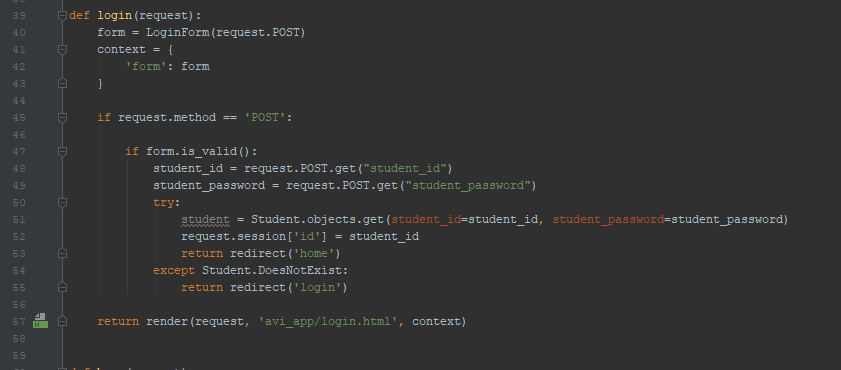 39 def login(request):
40     form = LoginForm(request.POST)
41     context = {
42         'form': form
43     }
44
45     if request.method == 'POST':
46
47         if form.is_valid():
48             student_id = request.POST.get("student_id")
49             student_password = request.POST.get("student_password")
50             try:
51                 student = Student.objects.get(student_id=student_id, student_password=student_password)
52                 request.session['id'] = student_id
53                 return redirect('home')
54             except Student.DoesNotExist:
55                 return redirect('login')
56
57     return render(request, 'avi_app/login.html', context)
58
59